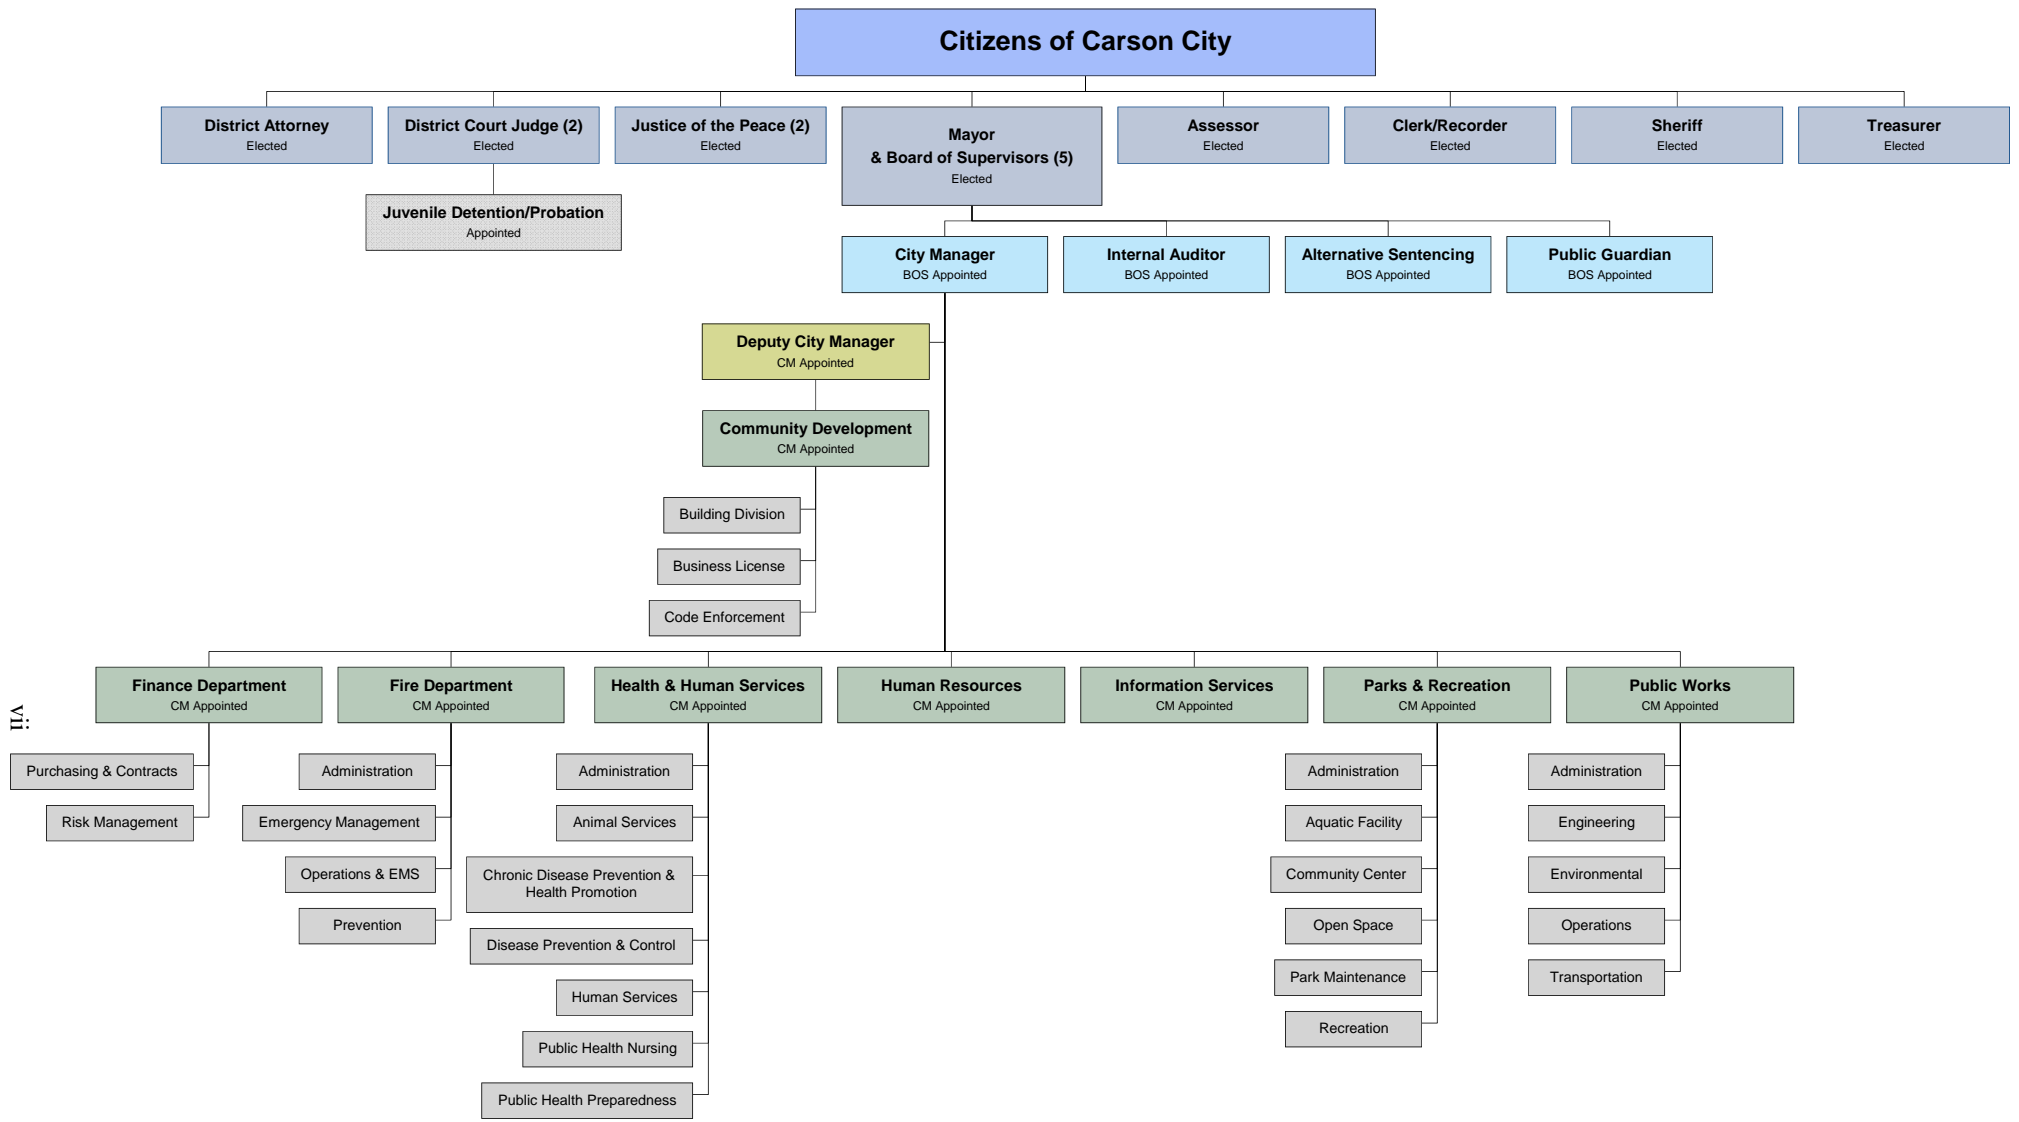 Citizens of Carson City
District Attorney
Elected
District Court Judge (2)
Elected
Justice of the Peace (2)
Elected
Mayor
& Board of Supervisors (5)
Elected
Assessor
Elected
Clerk/Recorder
Elected
Sheriff
Elected
Treasurer
Elected
Juvenile Detention/Probation
Appointed
City Manager
BOS Appointed
Internal Auditor
BOS Appointed
Alternative Sentencing
BOS Appointed
Public Guardian
BOS Appointed
Deputy City Manager
CM Appointed
Community Development
CM Appointed
Building Division
Business License
Code Enforcement
Finance Department
CM Appointed
Fire Department
CM Appointed
Health & Human Services
CM Appointed
Human Resources
CM Appointed
Information Services
CM Appointed
Parks & Recreation
CM Appointed
Public Works
CM Appointed
Purchasing & Contracts
Risk Management
Administration
Emergency Management
Operations & EMS
Prevention
Administration
Animal Services
Chronic Disease Prevention &
Health Promotion
Disease Prevention & Control
Human Services
Public Health Nursing
Public Health Preparedness
Administration
Aquatic Facility
Community Center
Open Space
Park Maintenance
Recreation
Administration
Engineering
Environmental
Operations
Transportation
vii